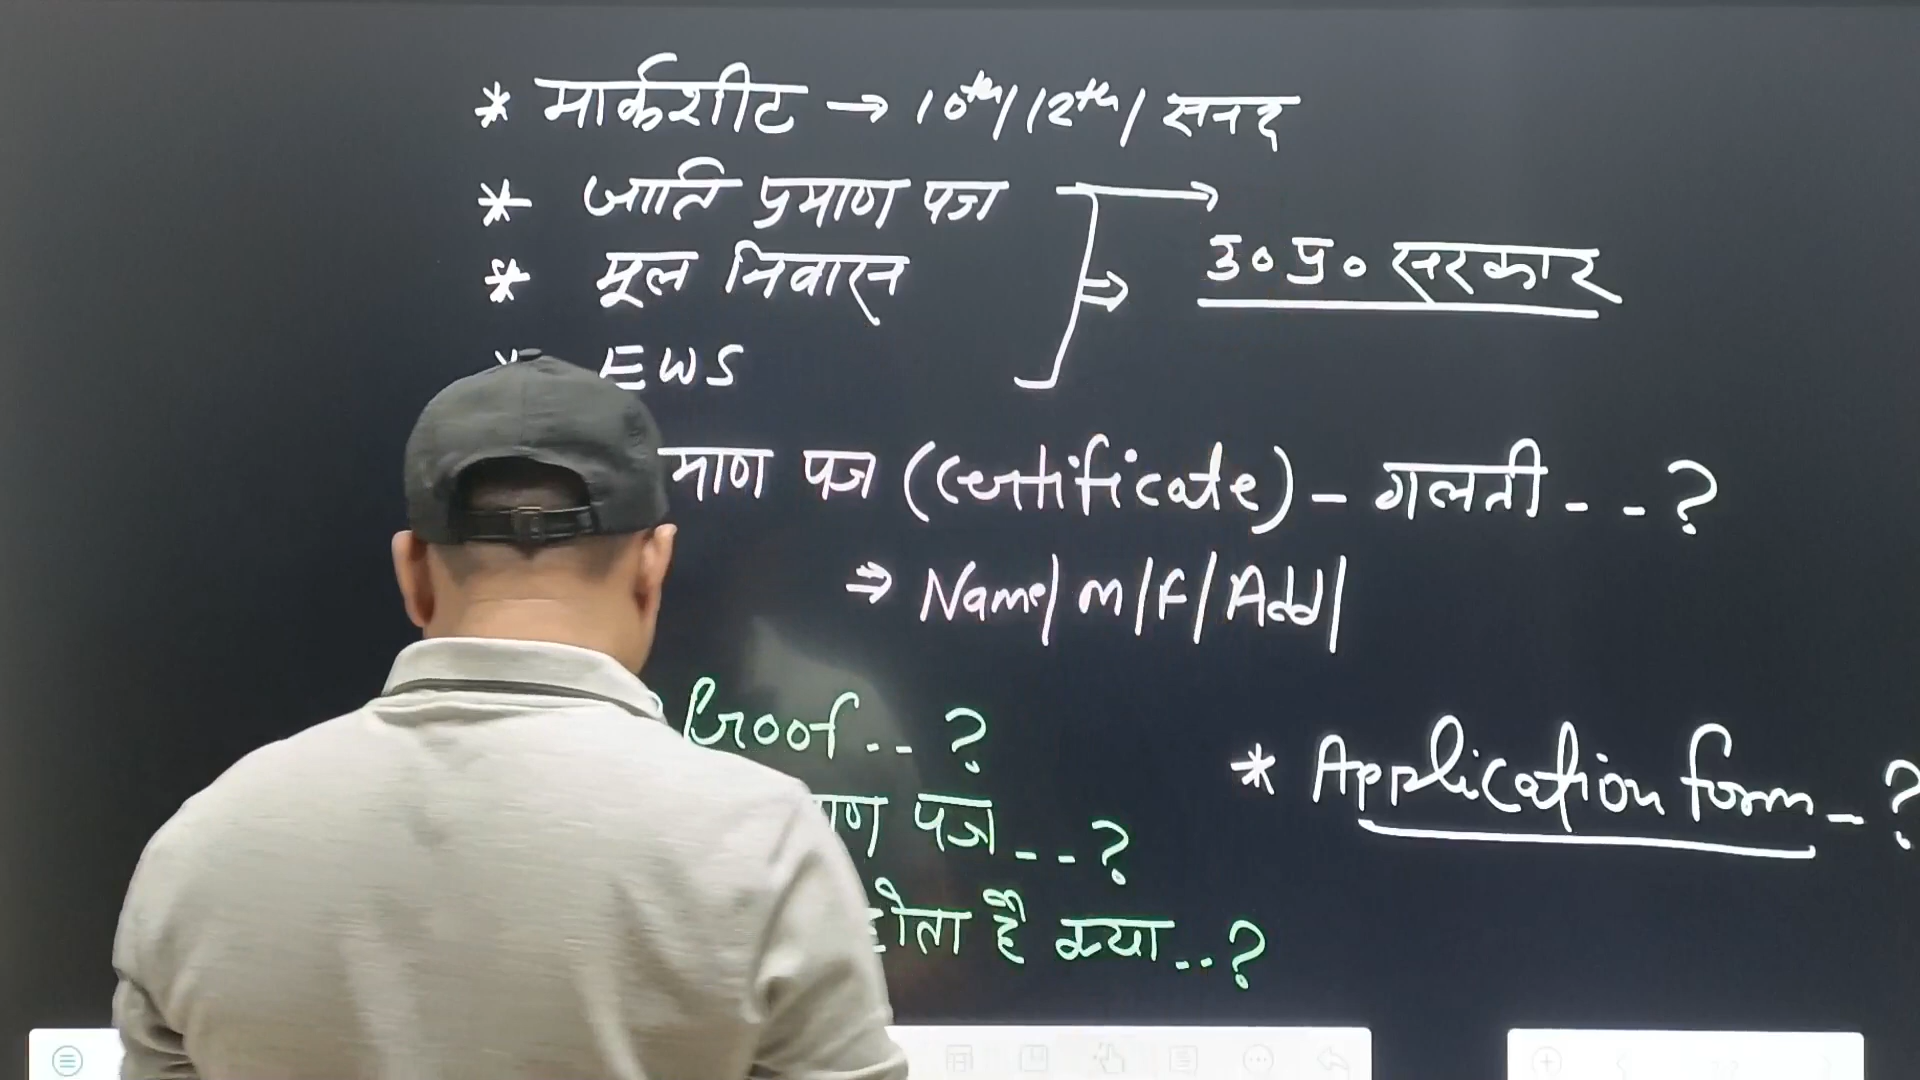 * मार्कशीट → 10th/12th/ सनद
* जाति प्रमाण पत्र
* मूल निवास
⇒ उ० प्र० सरकार
EWS
माण पत्र (Certificate) - गलती - - ?
⇒ Name/ m/F/ Add/
Proof - - ?
* Application form - ?
ाण पत्र - - ?
होता है क्या - - ?